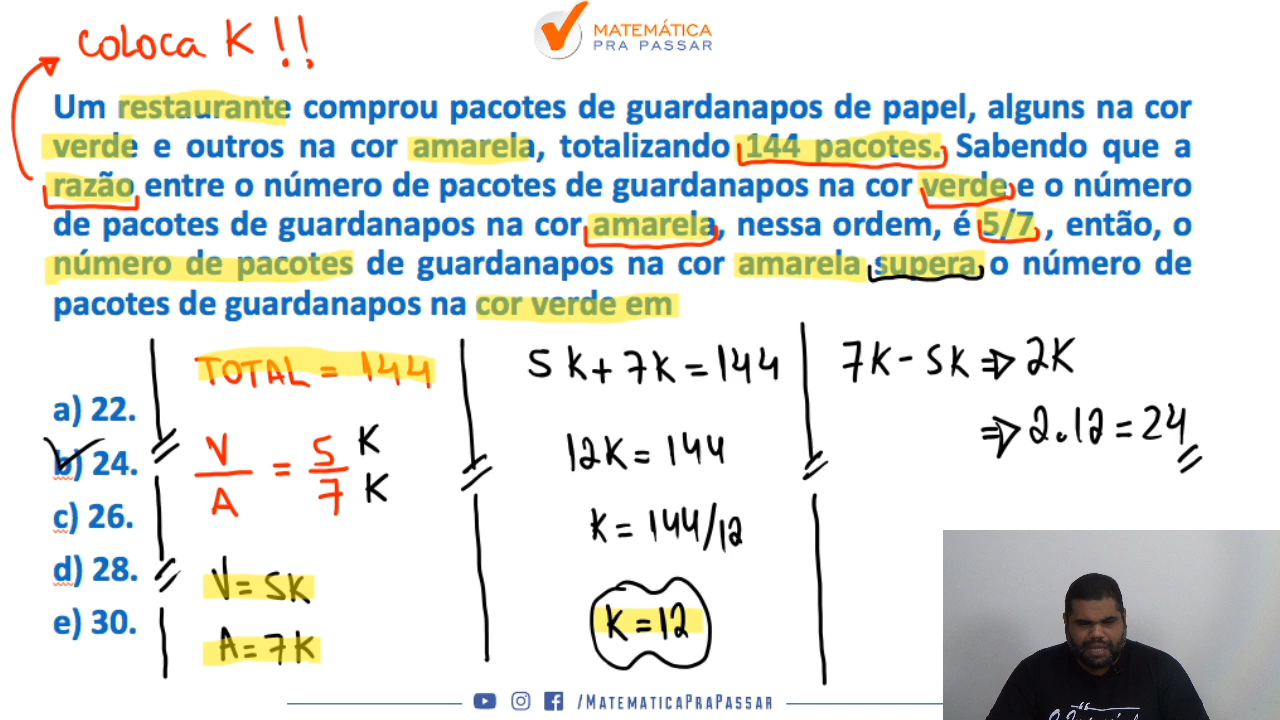 COLOCA K !!
MATEMÁTICA
PRA PASSAR
Um restaurante comprou pacotes de guardanapos de papel, alguns na cor
verde e outros na cor amarela, totalizando 144 pacotes. Sabendo que a
razão entre o número de pacotes de guardanapos na cor verde e o número
de pacotes de guardanapos na cor amarela, nessa ordem, é 5/7 , então, o
número de pacotes de guardanapos na cor amarela supera o número de
pacotes de guardanapos na cor verde em
a) 22.
b) 24.
c) 26.
d) 28.
e) 30.
TOTAL = 144
V/A = 5K/7K
V = 5K
A = 7K
5K + 7K = 144
12K = 144
K = 144/12
K = 12
7K - 5K ⇒ 2K
⇒ 2.12 = 24
/MATEMATICAPRAPASSAR